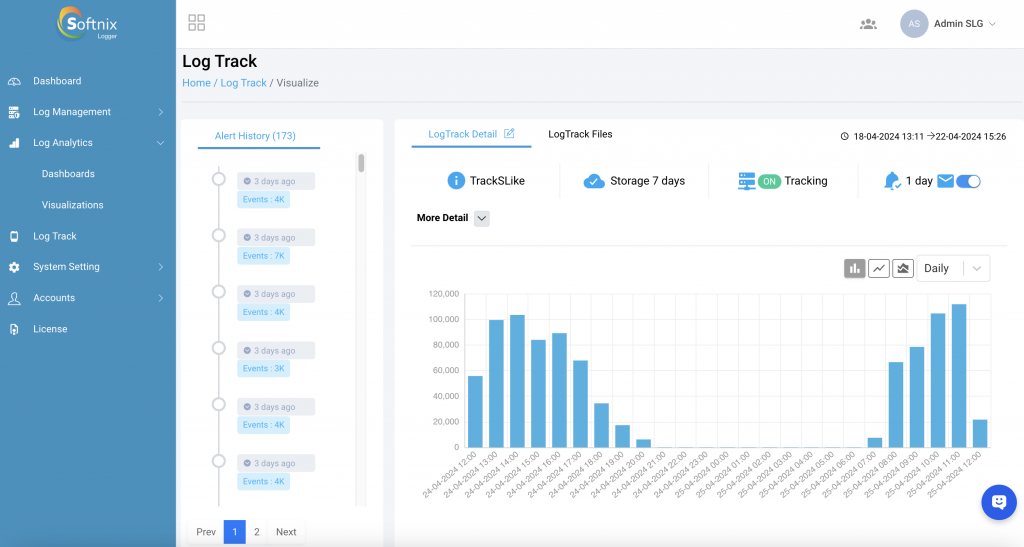 Softnix
Logger
Dashboard
Log Management
Log Analytics
Dashboards
Visualizations
Log Track
System Setting
Accounts
License
AS
Admin SLG
Log Track
Home / Log Track / Visualize
Alert History (173)
3 days ago
Events : 4K
3 days ago
Events : 7K
3 days ago
Events : 4K
3 days ago
Events : 3K
3 days ago
Events : 4K
3 days ago
Events : 4K
Prev 1 2 Next
LogTrack Detail
LogTrack Files
18-04-2024 13:11 →22-04-2024 15:26
TrackSLike
Storage 7 days
ON Tracking
1 day
More Detail
Daily
120,000
100,000
80,000
60,000
40,000
20,000
0
24-04-2024 12:00
24-04-2024 13:00
24-04-2024 14:00
24-04-2024 15:00
24-04-2024 16:00
24-04-2024 17:00
24-04-2024 18:00
24-04-2024 19:00
24-04-2024 20:00
24-04-2024 21:00
24-04-2024 22:00
24-04-2024 23:00
25-04-2024 00:00
25-04-2024 01:00
25-04-2024 02:00
25-04-2024 03:00
25-04-2024 04:00
25-04-2024 05:00
25-04-2024 06:00
25-04-2024 07:00
25-04-2024 08:00
25-04-2024 09:00
25-04-2024 10:00
25-04-2024 11:00
25-04-2024 12:00